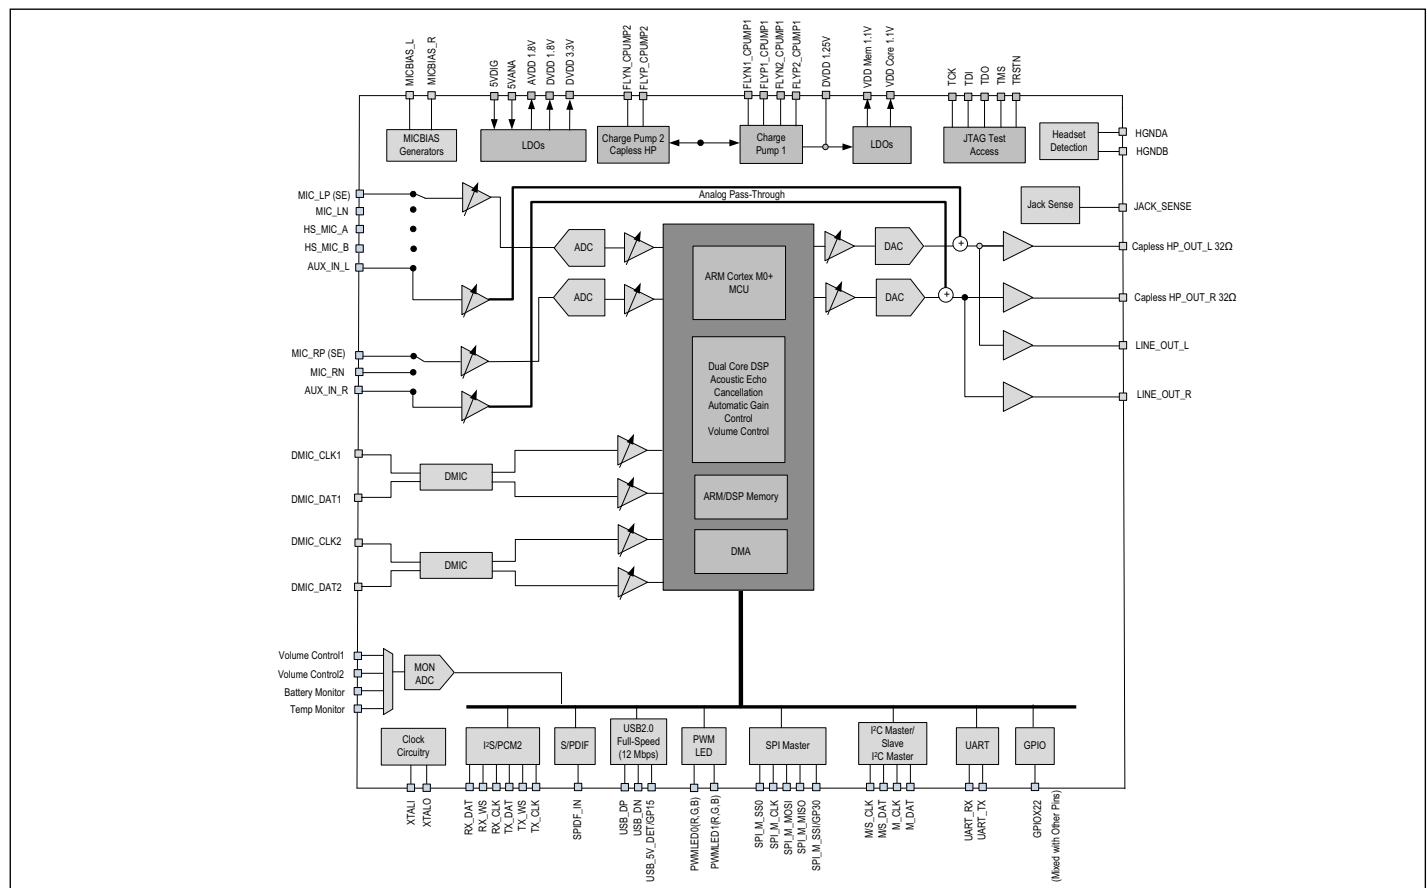 MICBIAS_L
MICBIAS_R
5VDIG
5VANA
AVDD 1.8V
DVDD 1.8V
DVDD 3.3V
FLYN_CPUMP2
FLYP_CPUMP2
FLYN1_CPUMP1
FLYP1_CPUMP1
FLYN2_CPUMP1
FLYP2_CPUMP1
DVDD 1.25V
VDD Mem 1.1V
VDD Core 1.1V
TCK
TDI
TDO
TMS
TRSTN
MICBIAS
Generators
LDOs
Charge Pump 2
Capless HP
Charge
Pump 1
LDOs
JTAG Test
Access
Headset
Detection
HGNDA
HGNDB
MIC_LP (SE)
MIC_LN
HS_MIC_A
HS_MIC_B
AUX_IN_L
Analog Pass-Through
Jack Sense
JACK_SENSE
ADC
ADC
DAC
DAC
+
+
Capless HP_OUT_L 32Ω
Capless HP_OUT_R 32Ω
LINE_OUT_L
LINE_OUT_R
ARM Cortex M0+
MCU
MIC_RP (SE)
MIC_RN
AUX_IN_R
Dual Core DSP
Acoustic Echo
Cancellation
Automatic Gain
Control
Volume Control
ARM/DSP Memory
DMA
DMIC_CLK1
DMIC
DMIC_DAT1
DMIC_CLK2
DMIC
DMIC_DAT2
Volume Control1
Volume Control2
Battery Monitor
Temp Monitor
MON
ADC
Clock
Circuitry
I²S/PCM2
S/PDIF
USB2.0
Full-Speed
(12 Mbps)
PWM
LED
SPI Master
I²C Master/
Slave
I²C Master
UART
GPIO
XTALI
XTALO
RX_DAT
RX_WS
RX_CLK
TX_DAT
TX_WS
TX_CLK
SPIDF_IN
USB_DP
USB_DN
USB_5V_DET/GP15
PWMLED0(R,G,B)
PWMLED1(R,G,B)
SPI_M_SS0
SPI_M_CLK
SPI_M_MOSI
SPI_M_MISO
SPI_M_SSI/GP30
M/S_CLK
M/S_DAT
M_CLK
M_DAT
UART_RX
UART_TX
GPIOX22
(Mixed with Other Pins)